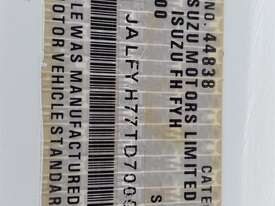 NO. 44838 CATE
SUZU MOTORS LIMITED
ISUZU FH FYH
00 S
JALFYH77TD700
LE WAS MANUFACTURED
OTOR VEHICLE STANDAR